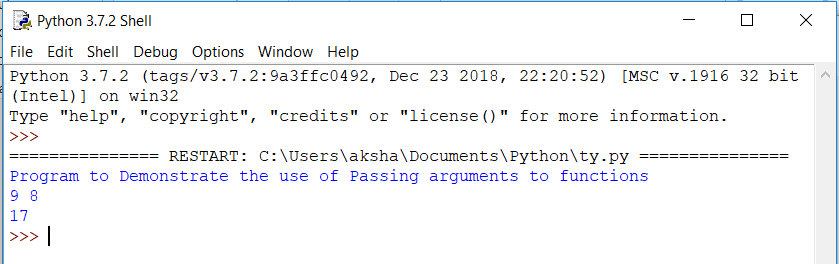 Python 3.7.2 Shell
File Edit Shell Debug Options Window Help
Python 3.7.2 (tags/v3.7.2:9a3ffc0492, Dec 23 2018, 22:20:52) [MSC v.1916 32 bit
(Intel)] on win32
Type "help", "copyright", "credits" or "license()" for more information.
>>>
=============== RESTART: C:\Users\aksha\Documents\Python\ty.py ===============
Program to Demonstrate the use of Passing arguments to functions
9 8
17
>>>